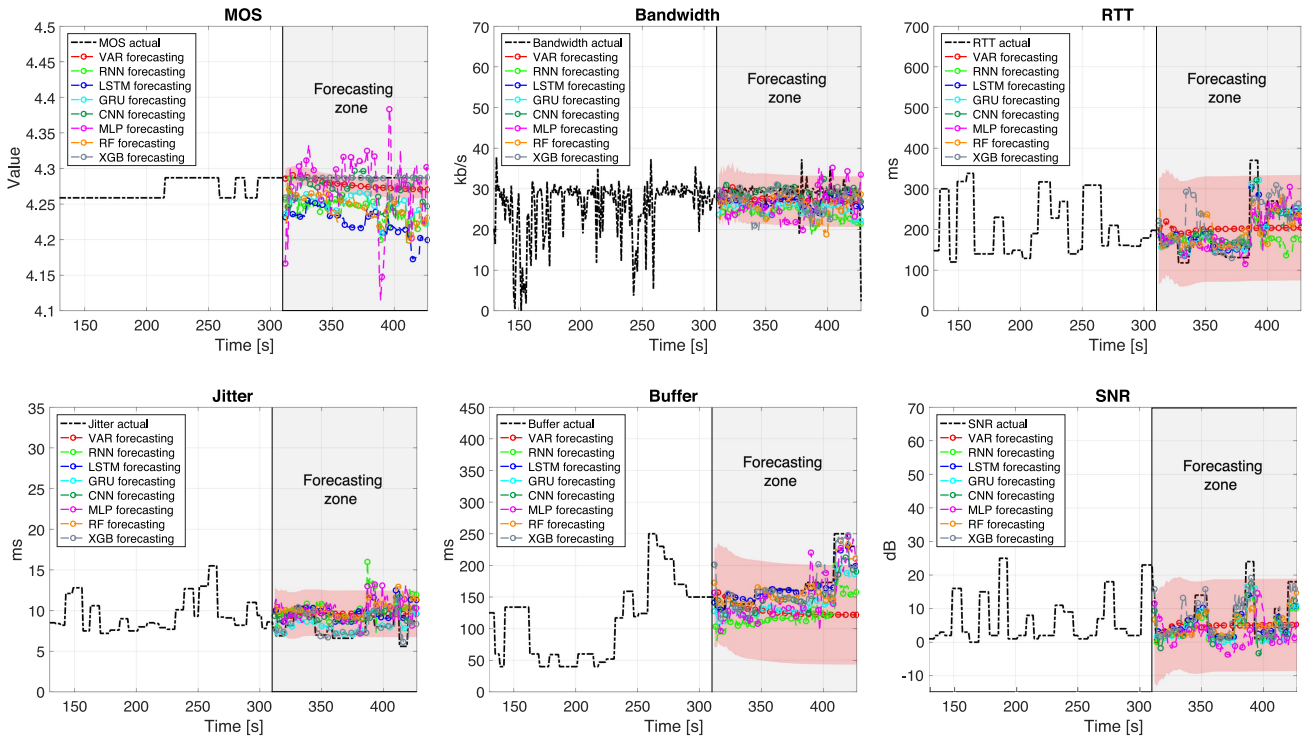 MOS
4.5
4.45
4.4
4.35
4.3
4.25
4.2
4.15
4.1
Value
MOS actual
VAR forecasting
RNN forecasting
LSTM forecasting
GRU forecasting
CNN forecasting
MLP forecasting
RF forecasting
XGB forecasting
Forecasting
zone
150 200 250 300 350 400
Time [s]
Bandwidth
70
60
50
40
30
20
10
0
kb/s
Bandwidth actual
VAR forecasting
RNN forecasting
LSTM forecasting
GRU forecasting
CNN forecasting
MLP forecasting
RF forecasting
XGB forecasting
Forecasting
zone
150 200 250 300 350 400
Time [s]
RTT
700
600
500
400
300
200
100
0
ms
RTT actual
VAR forecasting
RNN forecasting
LSTM forecasting
GRU forecasting
CNN forecasting
MLP forecasting
RF forecasting
XGB forecasting
Forecasting
zone
150 200 250 300 350 400
Time [s]
Jitter
35
30
25
20
15
10
5
0
ms
Jitter actual
VAR forecasting
RNN forecasting
LSTM forecasting
GRU forecasting
CNN forecasting
MLP forecasting
RF forecasting
XGB forecasting
Forecasting
zone
150 200 250 300 350 400
Time [s]
Buffer
450
400
350
300
250
200
150
100
50
0
ms
Buffer actual
VAR forecasting
RNN forecasting
LSTM forecasting
GRU forecasting
CNN forecasting
MLP forecasting
RF forecasting
XGB forecasting
Forecasting
zone
150 200 250 300 350 400
Time [s]
SNR
70
60
50
40
30
20
10
0
-10
dB
SNR actual
VAR forecasting
RNN forecasting
LSTM forecasting
GRU forecasting
CNN forecasting
MLP forecasting
RF forecasting
XGB forecasting
Forecasting
zone
150 200 250 300 350 400
Time [s]